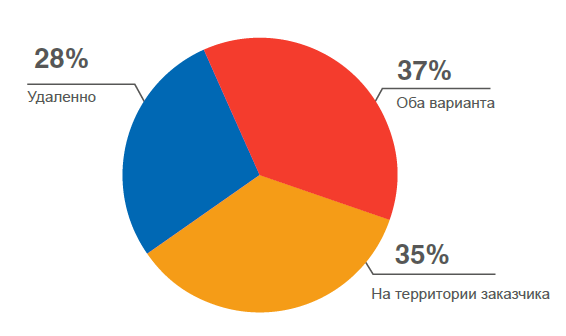 28%
Удаленно
37%
Оба варианта
35%
На территории заказчика